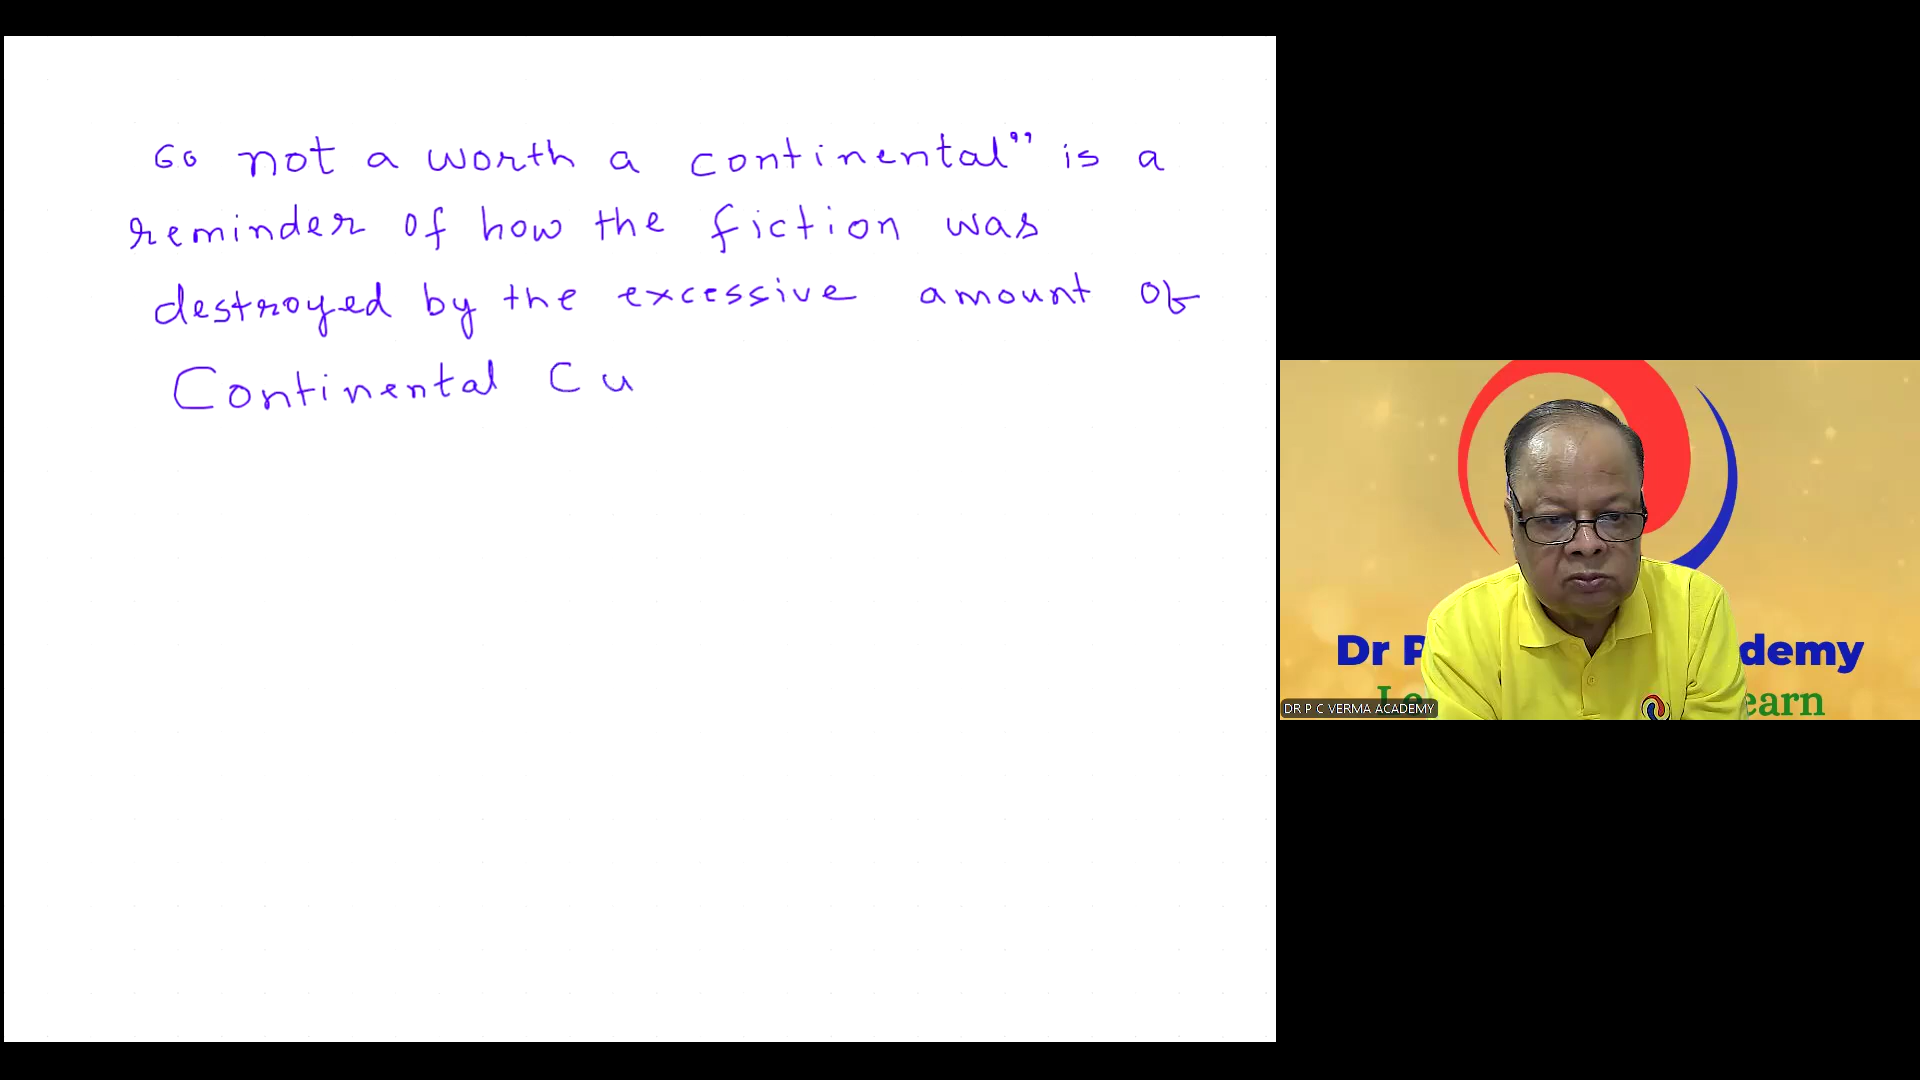 “ not a worth a continental” is a
reminder of how the fiction was
destroyed by the excessive amount of
Continental Cu
Dr P demy
Le earn
DR P C VERMA ACADEMY